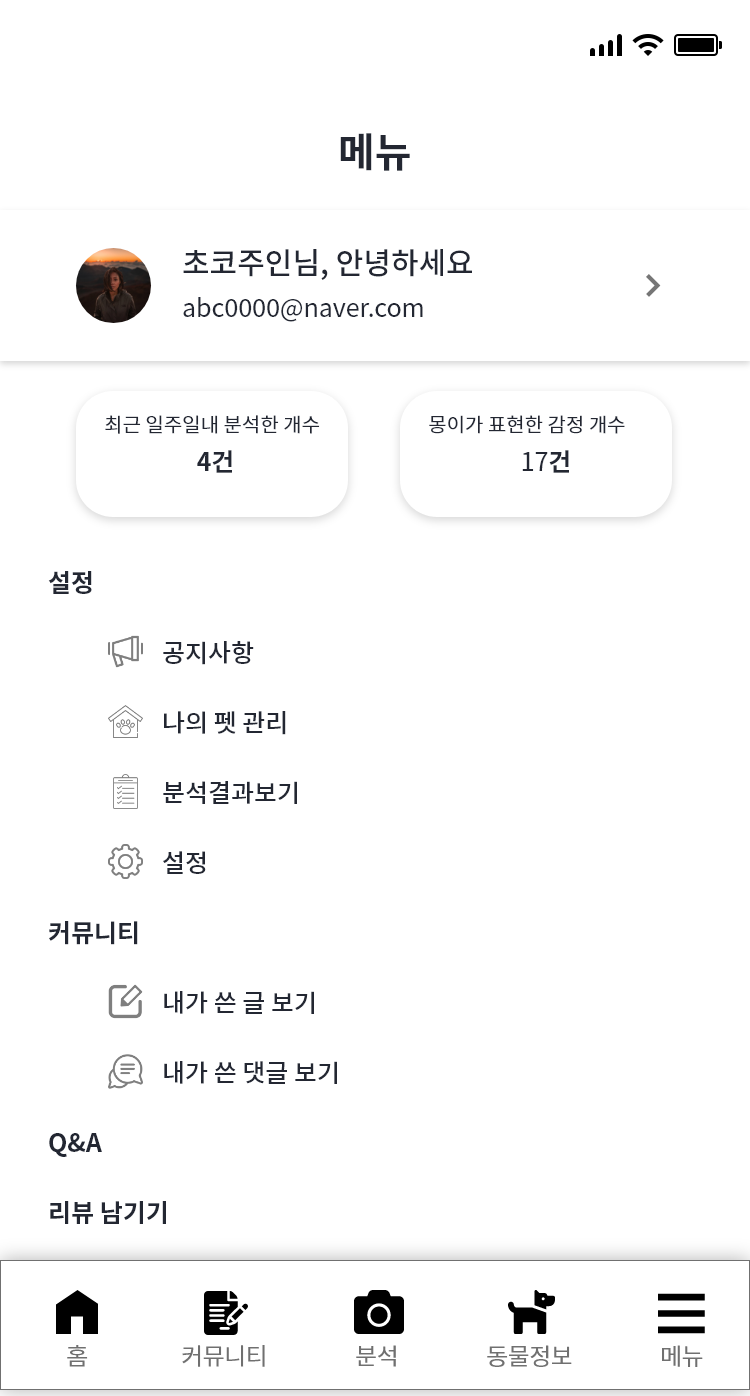 메뉴
초코주인님, 안녕하세요
abc0000@naver.com
최근 일주일내 분석한 개수
4건
몽이가 표현한 감정 개수
17건
설정
공지사항
나의 펫 관리
분석결과보기
설정
커뮤니티
내가 쓴 글 보기
내가 쓴 댓글 보기
Q&A
리뷰 남기기
홈
커뮤니티
분석
동물정보
메뉴